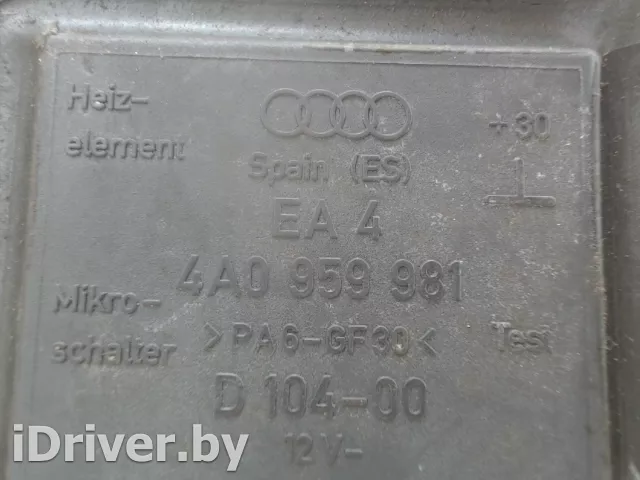 Heiz-
element
Spain (ES)
EA 4
4A0 959 981
>PA6-GF30<
D 104-00
12 V-
Mikro-
schalter
+30
Test
iDriver.by